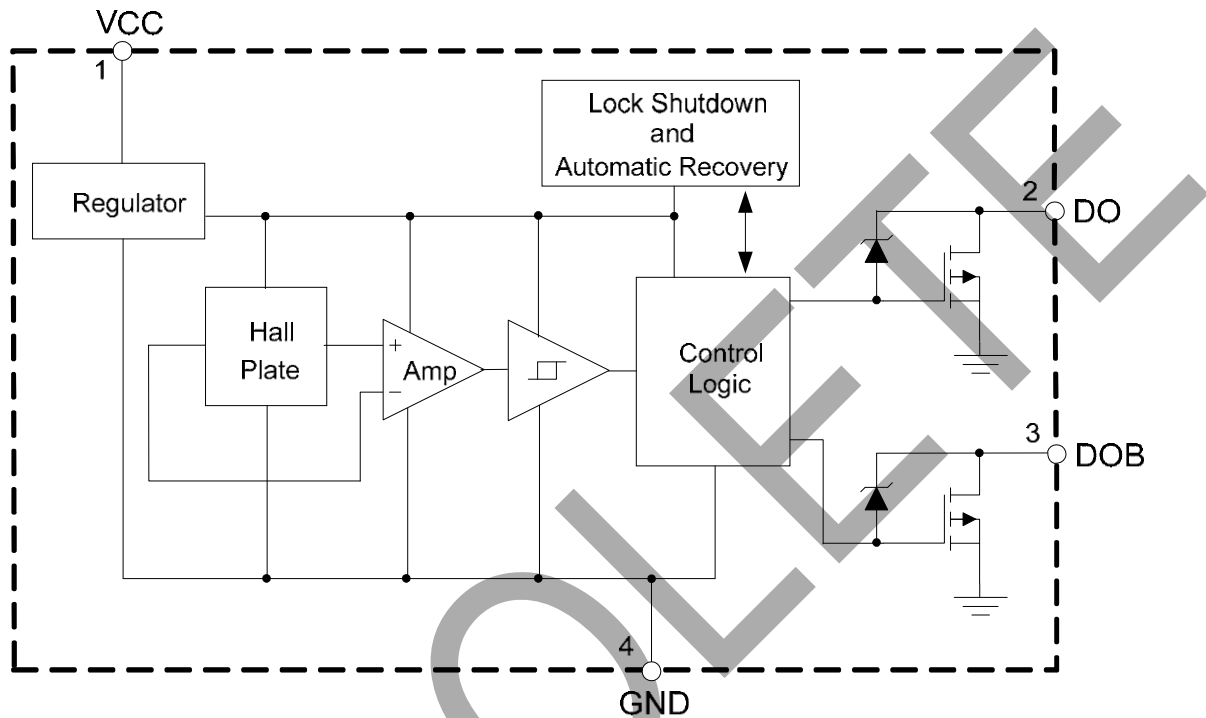 VCC
1
Lock Shutdown
and
Automatic Recovery
Regulator
2
DO
Hall
Plate
+
−
Amp
Control
Logic
3
DOB
4
GND
OLETE